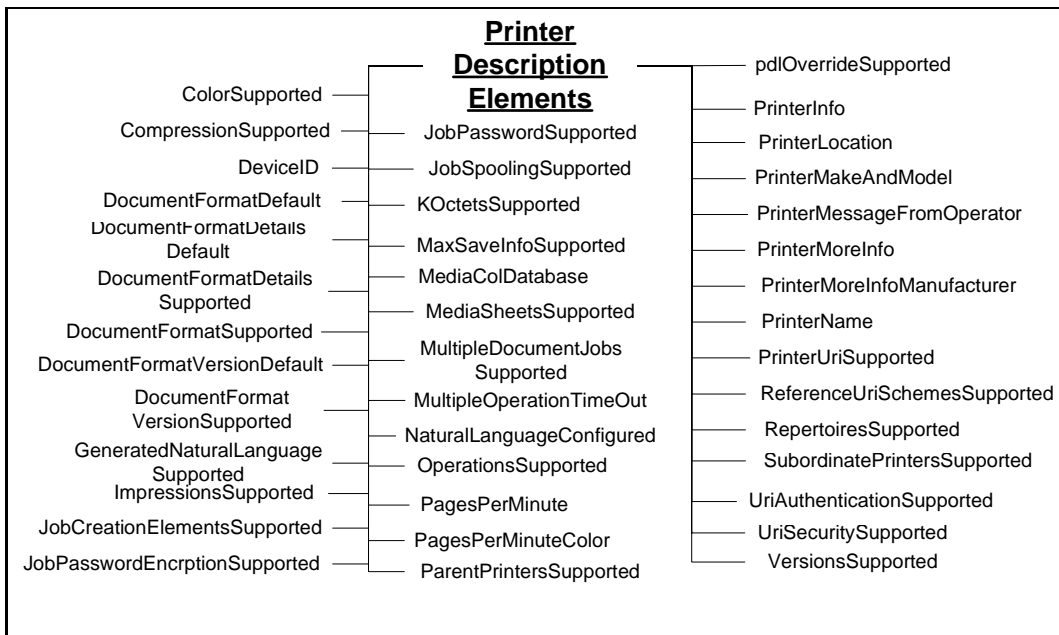 Printer
Description
Elements
ColorSupported
CompressionSupported
DeviceID
DocumentFormatDefault
DocumentFormatDetails
Default
DocumentFormatDetails
Supported
DocumentFormatSupported
DocumentFormatVersionDefault
DocumentFormat
VersionSupported
GeneratedNaturalLanguage
Supported
ImpressionsSupported
JobCreationElementsSupported
JobPasswordEncrptionSupported
JobPasswordSupported
JobSpoolingSupported
KOctetsSupported
MaxSaveInfoSupported
MediaColDatabase
MediaSheetsSupported
MultipleDocumentJobs
Supported
MultipleOperationTimeOut
NaturalLanguageConfigured
OperationsSupported
PagesPerMinute
PagesPerMinuteColor
ParentPrintersSupported
pdlOverrideSupported
PrinterInfo
PrinterLocation
PrinterMakeAndModel
PrinterMessageFromOperator
PrinterMoreInfo
PrinterMoreInfoManufacturer
PrinterName
PrinterUriSupported
ReferenceUriSchemesSupported
RepertoiresSupported
SubordinatePrintersSupported
UriAuthenticationSupported
UriSecuritySupported
VersionsSupported